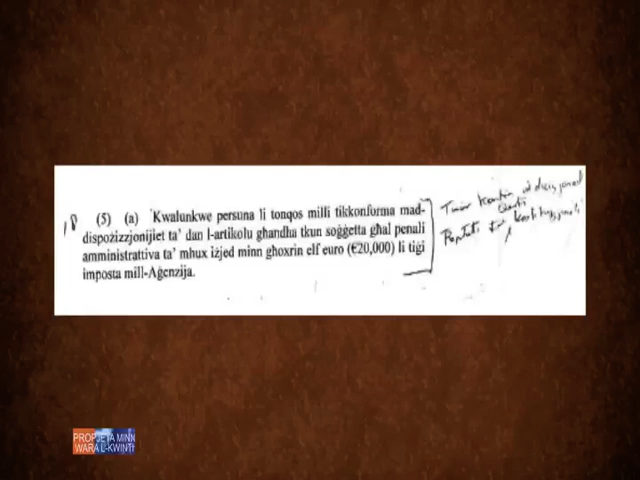 18 (5) (a) Kwalunkwe persuna li tonqos milli tikkonforma mad-
dispożizzjonijiet ta' dan l-artikolu għandha tkun soġġetta għal penali
amministrattiva ta' mhux iżjed minn għoxrin elf euro (€20,000) li tiġi
imposta mill-Aġenzija.
PROPJETA MINN
WARA L-KWINTI